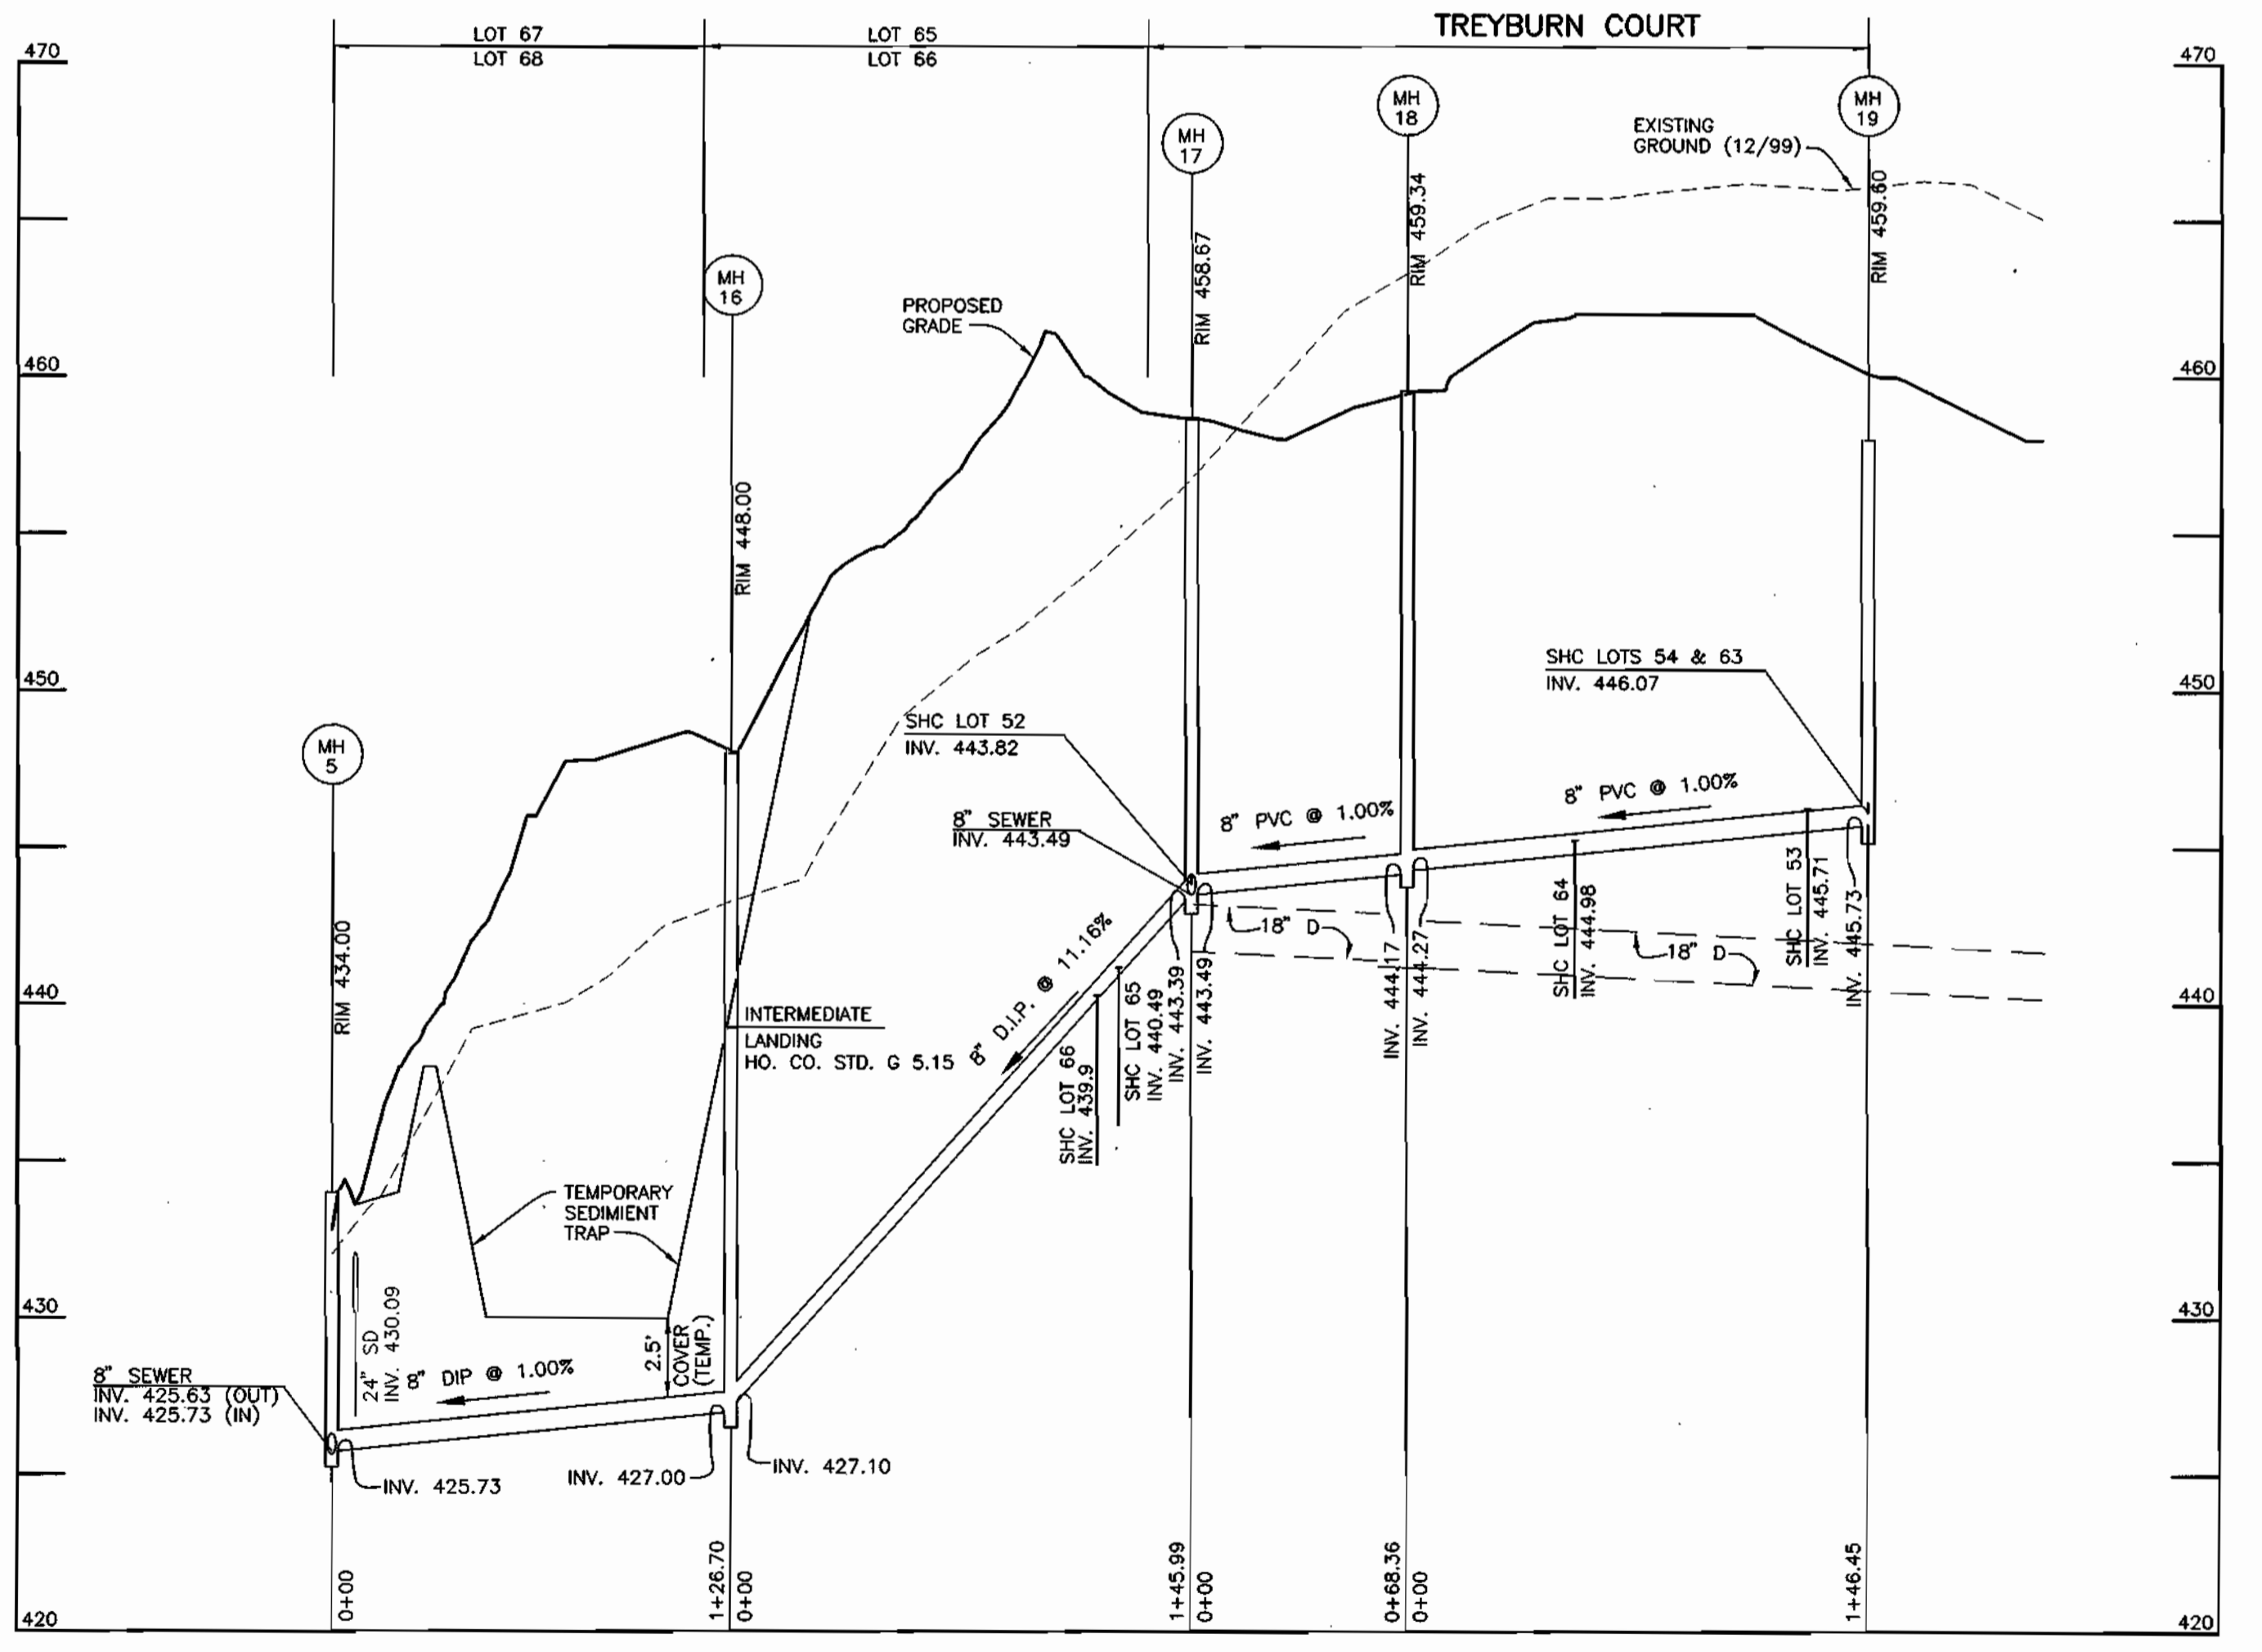 TREYBURN COURT
LOT 67
LOT 68
LOT 65
LOT 66
470
470
460
460
450
450
440
440
430
430
420
420
MH
5
MH
16
MH
17
MH
18
MH
19
RIM 434.00
RIM 448.00
RIM 458.67
RIM 459.34
RIM 459.60
EXISTING
GROUND (12/99)
PROPOSED
GRADE
SHC LOTS 54 & 63
INV. 446.07
SHC LOT 52
INV. 443.82
8" SEWER
INV. 443.49
8" PVC @ 1.00%
8" PVC @ 1.00%
8" D.I.P. @ 11.16%
18" D
18" D
SHC LOT 66
INV. 439.9
SHC LOT 65
INV. 440.49
INV. 443.39
INV. 443.49
INV. 444.17
INV. 444.27
SHC LOT 64
INV. 444.98
SHC LOT 53
INV. 445.71
INV. 445.73
INTERMEDIATE
LANDING
HO. CO. STD. G 5.15
TEMPORARY
SEDIMIENT
TRAP
2.5'
COVER
(TEMP.)
24" SD
INV. 430.09
8" DIP @ 1.00%
8" SEWER
INV. 425.63 (OUT)
INV. 425.73 (IN)
INV. 425.73
INV. 427.00
INV. 427.10
0+00
1+26.70
0+00
1+45.99
0+00
0+68.36
0+00
1+46.45